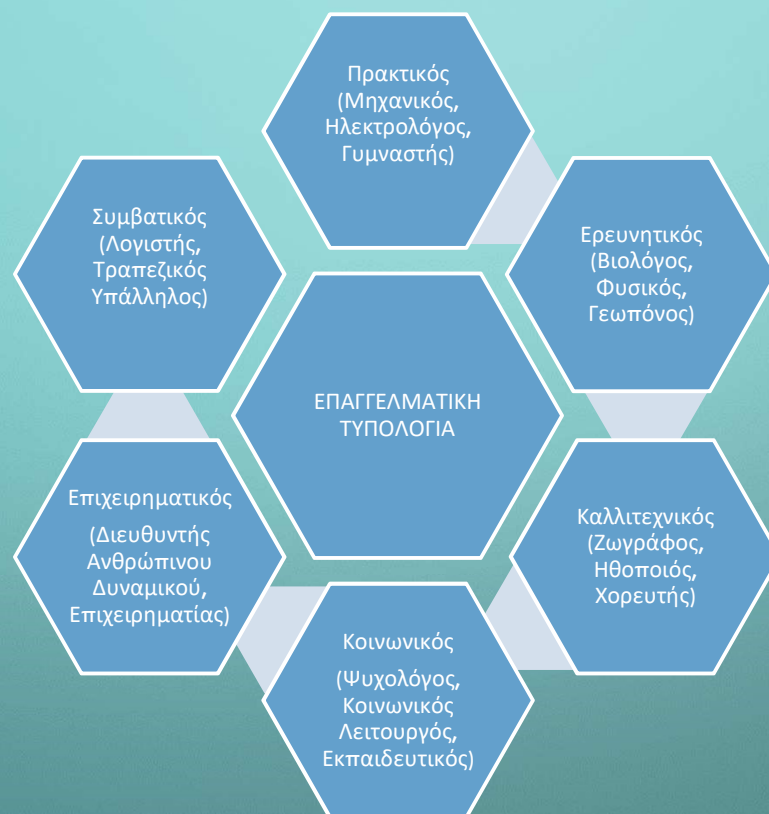 Πρακτικός
(Μηχανικός,
Ηλεκτρολόγος,
Γυμναστής)
Ερευνητικός
(Βιολόγος,
Φυσικός,
Γεωπόνος)
Καλλιτεχνικός
(Ζωγράφος,
Ηθοποιός,
Χορευτής)
Κοινωνικός
(Ψυχολόγος,
Κοινωνικός
Λειτουργός,
Εκπαιδευτικός)
Επιχειρηματικός
(Διευθυντής
Ανθρώπινου
Δυναμικού,
Επιχειρηματίας)
Συμβατικός
(Λογιστής,
Τραπεζικός
Υπάλληλος)
ΕΠΑΓΓΕΛΜΑΤΙΚΗ
ΤΥΠΟΛΟΓΙΑ